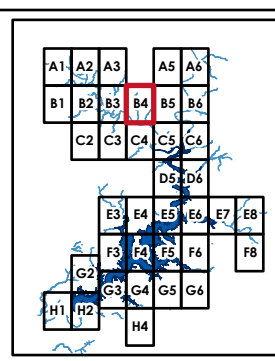 A1 A2 A3 A5 A6
B1 B2 B3 B4 B5 B6
C2 C3 C4 C5 C6
D5 D6
E3 E4 E5 E6 E7 E8
F3 F4 F5 F6 F8
G2 G3 G4 G5 G6
H1 H2 H4